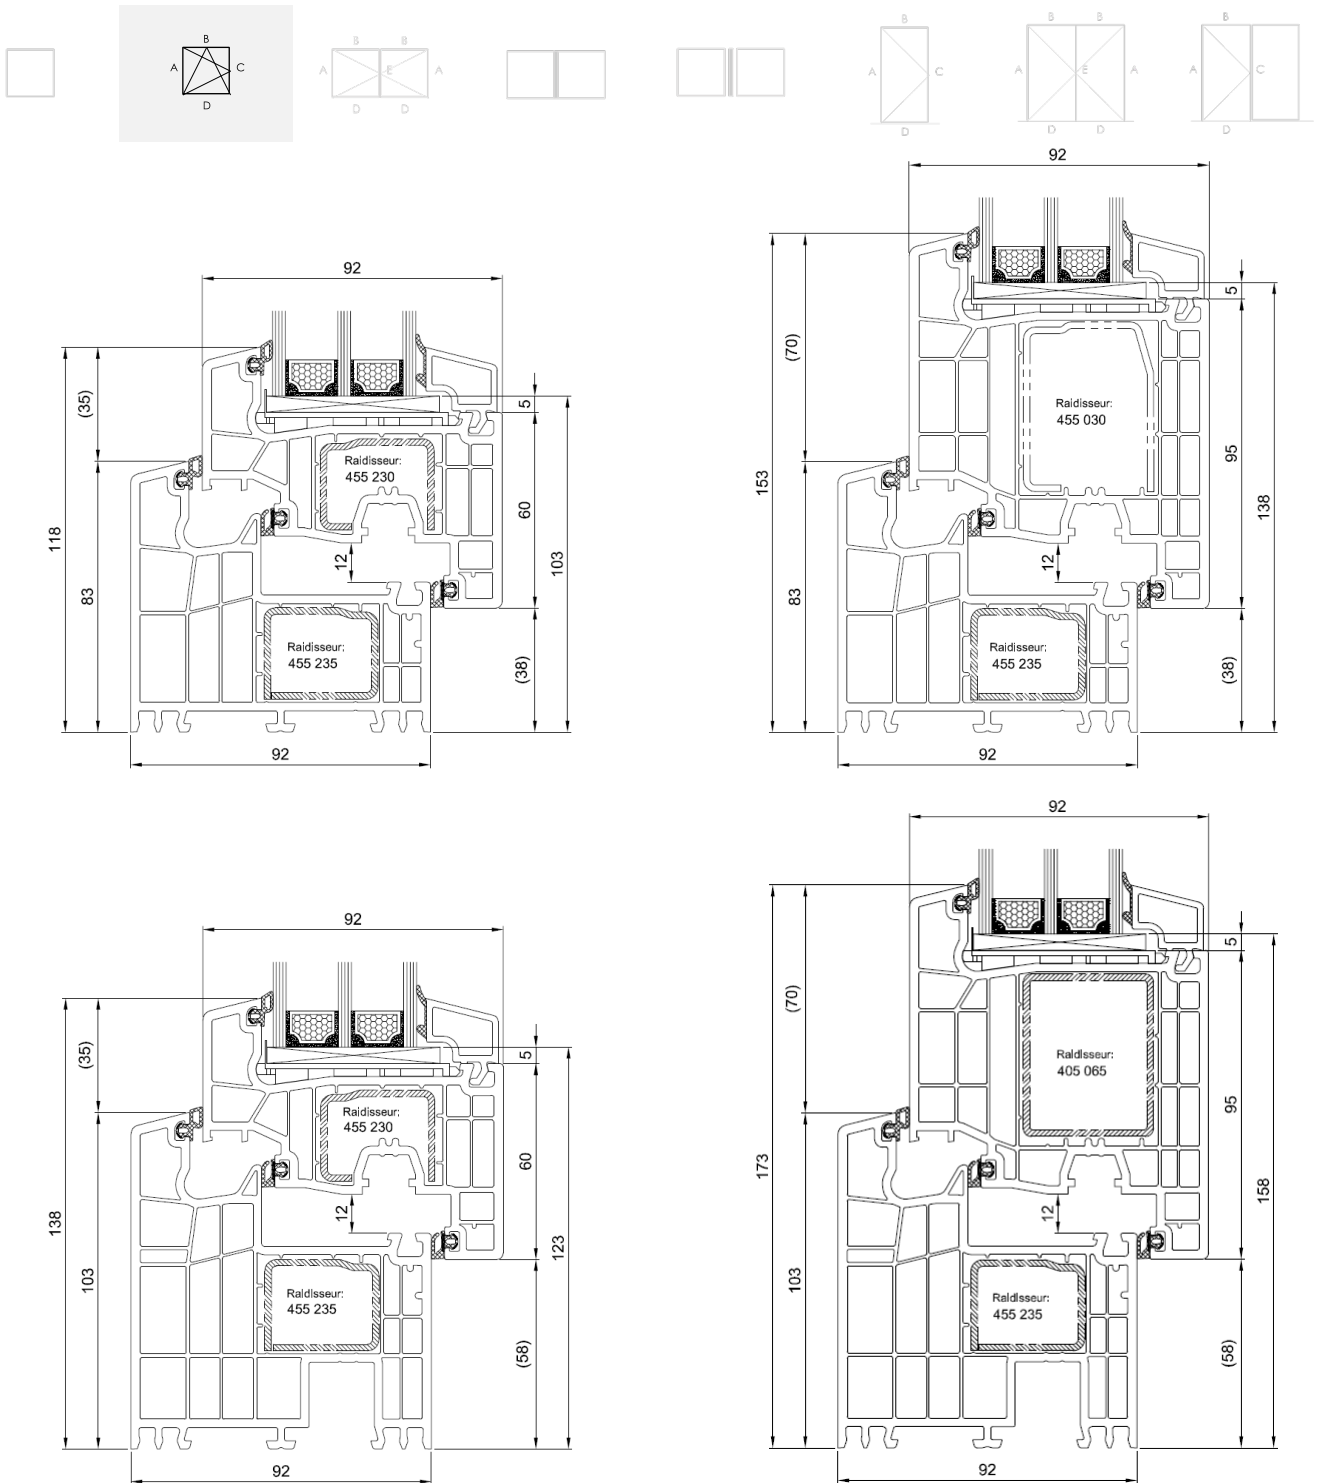 B
A
C
D
B
B
A
E
A
D
D
B
A
C
D
B
B
A
E
A
D
D
B
A
C
D
92
(35)
5
Raidisseur:
455 230
118
60
83
12
103
Raidisseur:
455 235
(38)
92
92
(70)
5
Raidisseur:
455 030
153
95
138
83
12
Raidisseur:
455 235
(38)
92
92
(35)
5
Raidisseur:
455 230
138
60
103
12
123
Raidisseur:
455 235
(58)
92
92
(70)
5
Raidisseur:
405 065
173
95
158
103
12
Raidisseur:
455 235
(58)
92